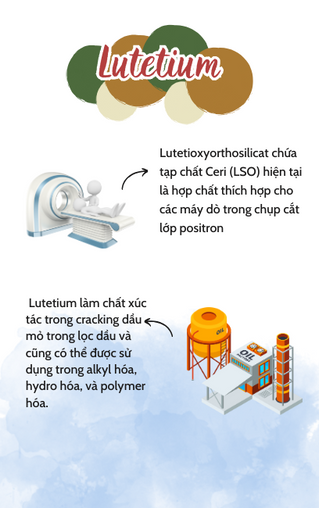 Lutetium
Lutetioxyorthosilicat chứa
tạp chất Ceri (LSO) hiện tại
là hợp chất thích hợp cho
các máy dò trong chụp cắt
lớp positron
Lutetium làm chất xúc
tác trong cracking dầu
mỏ trong lọc dầu và
cũng có thể được sử
dụng trong alkyl hóa,
hydro hóa, và polymer
hóa.
OIL
OIL